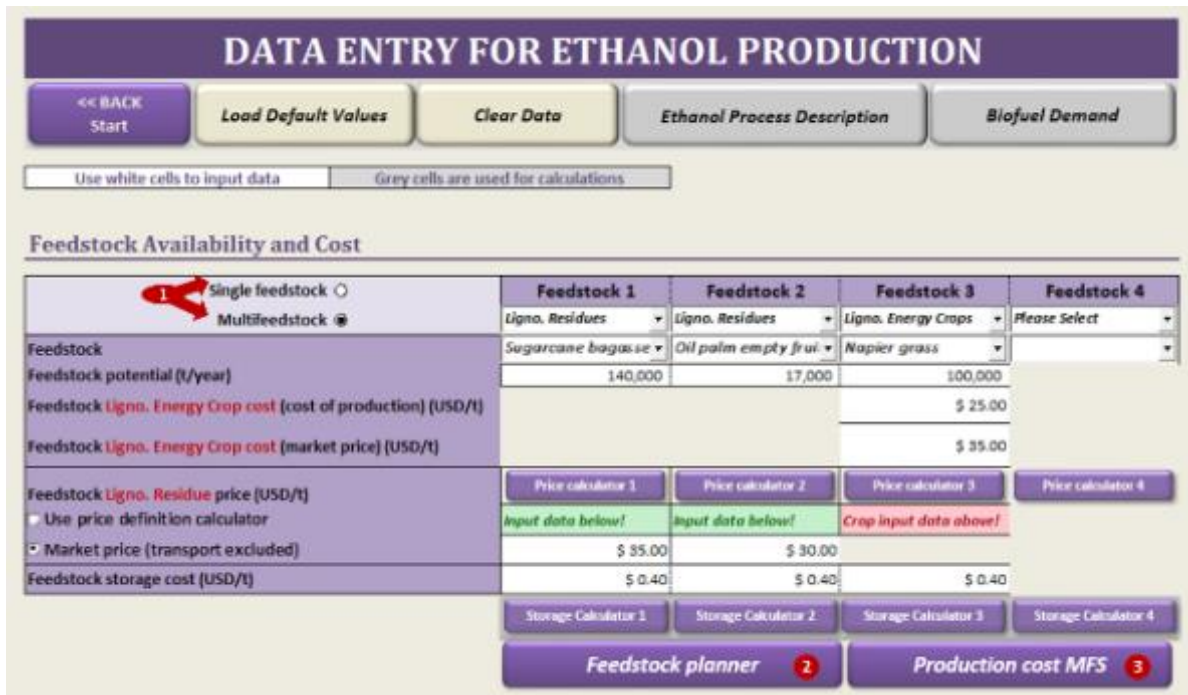 DATA ENTRY FOR ETHANOL PRODUCTION
<< BACK
Start
Load Default Values
Clear Data
Ethanol Process Description
Biofuel Demand
Use white cells to input data
Grey cells are used for calculations
Feedstock Availability and Cost
1
Single feedstock
Multifeedstock
Feedstock 1 Feedstock 2 Feedstock 3 Feedstock 4
Ligno. Residues Ligno. Residues Ligno. Energy Crops Please Select
Feedstock Sugarcane bagasse Oil palm empty frui Napier grass
Feedstock potential (t/year) 140,000 17,000 100,000
Feedstock Ligno. Energy Crop cost (cost of production) (USD/t) $ 25.00
Feedstock Ligno. Energy Crop cost (market price) (USD/t) $ 35.00
Feedstock Ligno. Residue price (USD/t) Price calculator 1 Price calculator 2 Price calculator 3 Price calculator 4
Use price definition calculator Input data below! Input data below! Crop input data above!
Market price (transport excluded) $ 35.00 $ 30.00
Feedstock storage cost (USD/t) $ 0.40 $ 0.40 $ 0.40
Storage Calculator 1 Storage Calculator 2 Storage Calculator 3 Storage Calculator 4
Feedstock planner 2 Production cost MFS 3